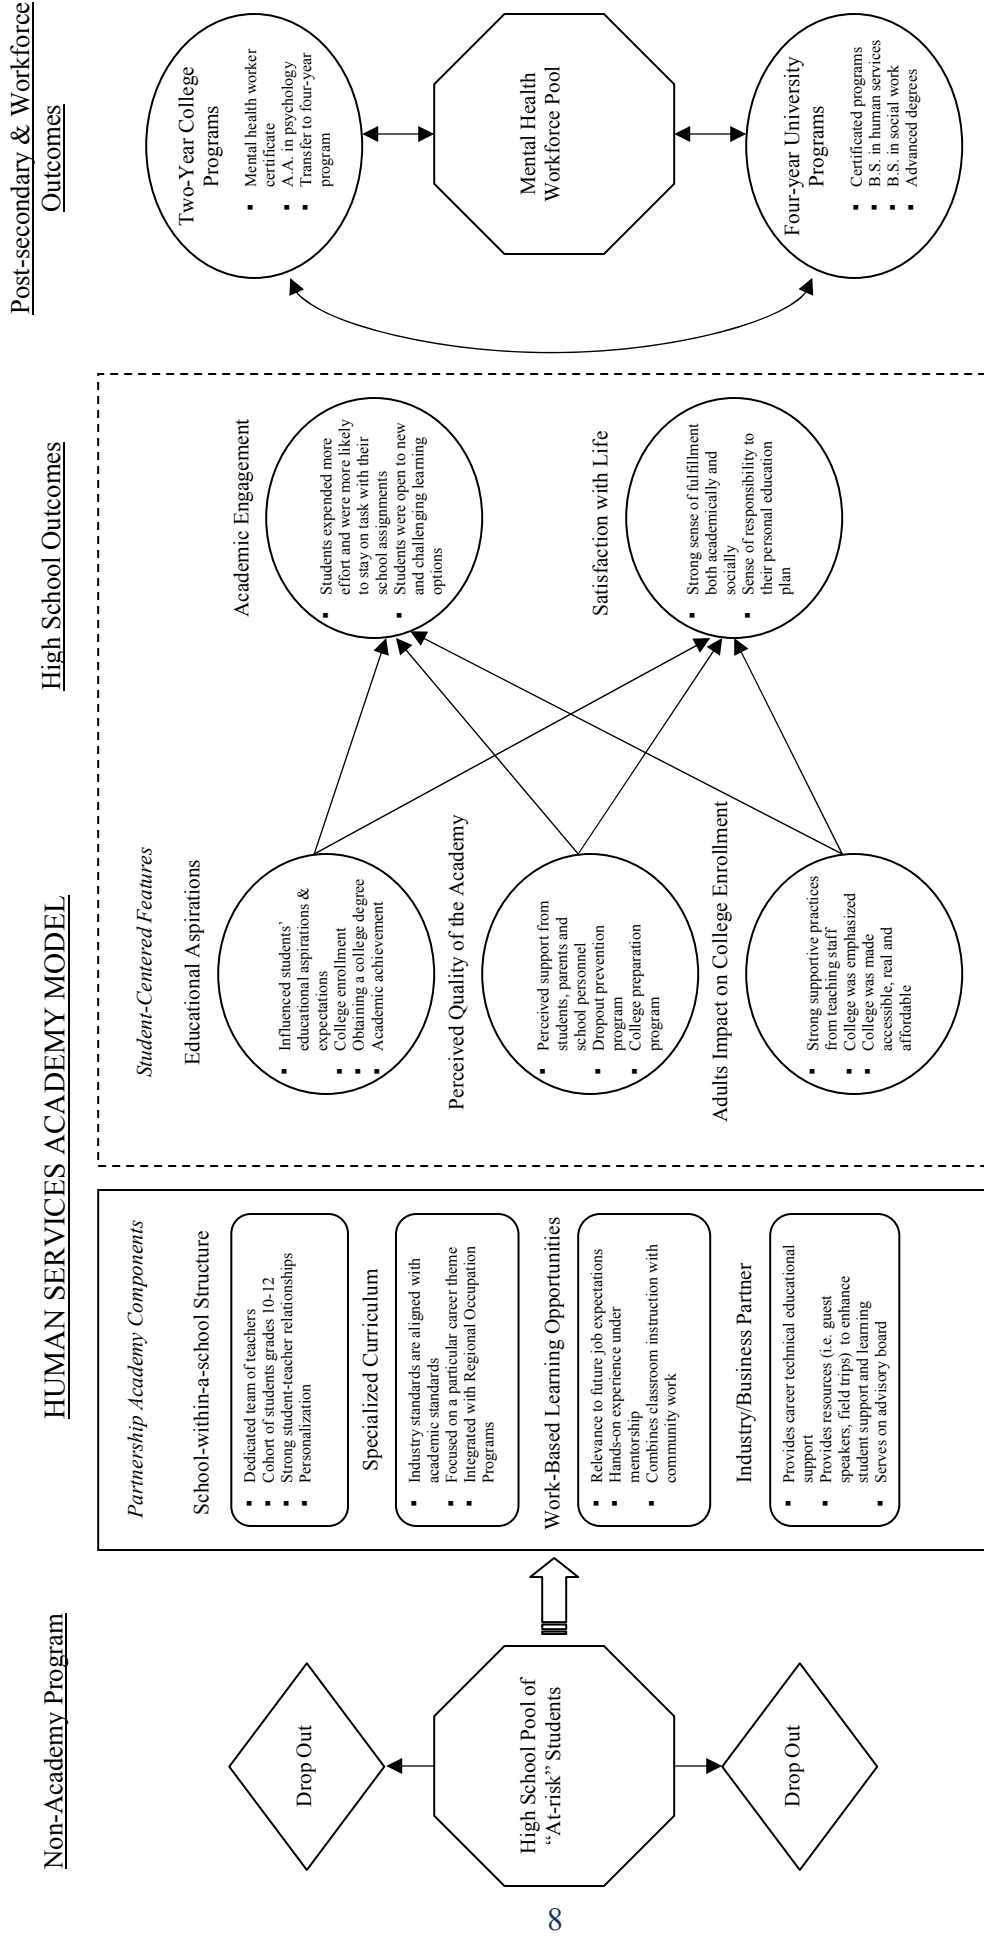 HUMAN SERVICES ACADEMY MODEL
Non-Academy Program
Drop Out
High School Pool of
“At-risk” Students
Drop Out
Partnership Academy Components
School-within-a-school Structure
▪ Dedicated team of teachers
▪ Cohort of students grades 10-12
▪ Strong student-teacher relationships
▪ Personalization
Specialized Curriculum
▪ Industry standards are aligned with
academic standards
▪ Focused on a particular career theme
▪ Integrated with Regional Occupation
Programs
Work-Based Learning Opportunities
▪ Relevance to future job expectations
▪ Hands-on experience under
mentorship
▪ Combines classroom instruction with
community work
Industry/Business Partner
▪ Provides career technical educational
support
▪ Provides resources (i.e. guest
speakers, field trips) to enhance
student support and learning
▪ Serves on advisory board
High School Outcomes
Student-Centered Features
Educational Aspirations
▪ Influenced students’
educational aspirations &
expectations
▪ College enrollment
▪ Obtaining a college degree
▪ Academic achievement
Perceived Quality of the Academy
▪ Perceived support from
students, parents and
school personnel
▪ Dropout prevention
program
▪ College preparation
program
Adults Impact on College Enrollment
▪ Strong supportive practices
from teaching staff
▪ College was emphasized
▪ College was made
accessible, real and
affordable
Academic Engagement
▪ Students expended more
effort and were more likely
to stay on task with their
school assignments
▪ Students were open to new
and challenging learning
options
Satisfaction with Life
▪ Strong sense of fulfillment
both academically and
socially
▪ Sense of responsibility to
their personal education
plan
Post-secondary & Workforce
Outcomes
Two-Year College
Programs
▪ Mental health worker
certificate
▪ A.A. in psychology
▪ Transfer to four-year
program
Mental Health
Workforce Pool
Four-year University
Programs
▪ Certificated programs
▪ B.S. in human services
▪ B.S. in social work
▪ Advanced degrees
8